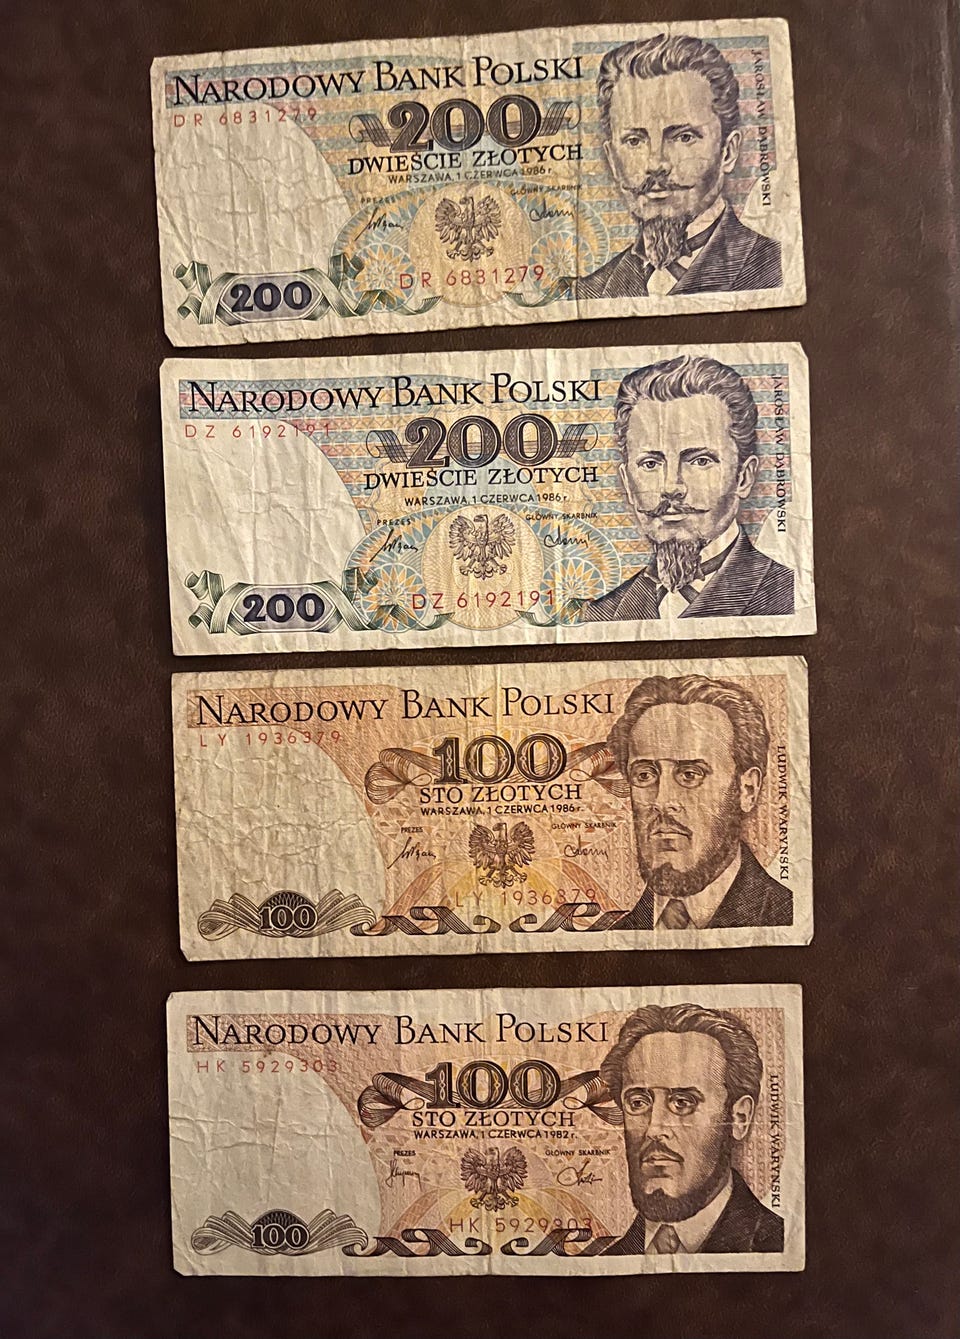 NARODOWY BANK POLSKI
DR 6831279
200
DWIEŚCIE ZŁOTYCH
WARSZAWA, 1 CZERWCA 1986 r.
PREZES GŁÓWNY SKARBNIK
DR 6831279
200
JAROSŁAW DĄBROWSKI
NARODOWY BANK POLSKI
DZ 6192191
200
DWIEŚCIE ZŁOTYCH
WARSZAWA, 1 CZERWCA 1986 r.
PREZES GŁÓWNY SKARBNIK
DZ 6192191
200
JAROSŁAW DĄBROWSKI
NARODOWY BANK POLSKI
LY 1936379
100
STO ZŁOTYCH
WARSZAWA, 1 CZERWCA 1986 r.
PREZES GŁÓWNY SKARBNIK
LY 1936379
100
LUDWIK WARYŃSKI
NARODOWY BANK POLSKI
HK 5929303
100
STO ZŁOTYCH
WARSZAWA, 1 CZERWCA 1982 r.
PREZES GŁÓWNY SKARBNIK
HK 5929303
100
LUDWIK WARYŃSKI